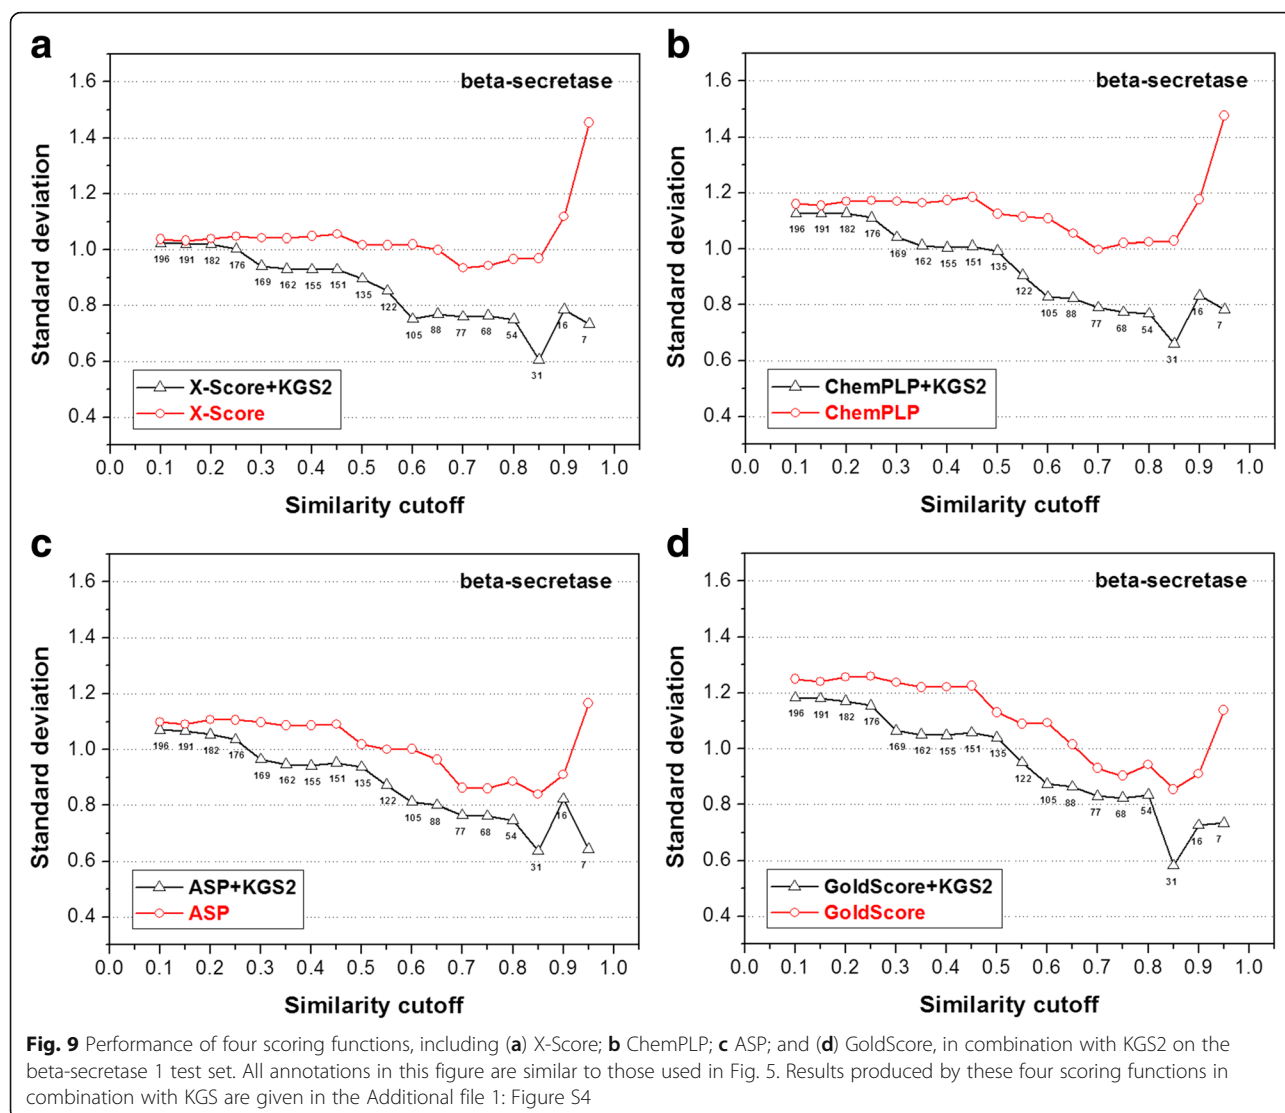 a
beta-secretase
Standard deviation
1.6
1.4
1.2
1.0
0.8
0.6
0.4
196 191 182 176 169 162 155 151 135 122 105 88 77 68 54 31 16 7
X-Score+KGS2
X-Score
0.0 0.1 0.2 0.3 0.4 0.5 0.6 0.7 0.8 0.9 1.0
Similarity cutoff
b
beta-secretase
Standard deviation
1.6
1.4
1.2
1.0
0.8
0.6
0.4
196 191 182 176 169 162 155 151 135 122 105 88 77 68 54 31 16 7
ChemPLP+KGS2
ChemPLP
0.0 0.1 0.2 0.3 0.4 0.5 0.6 0.7 0.8 0.9 1.0
Similarity cutoff
c
beta-secretase
Standard deviation
1.6
1.4
1.2
1.0
0.8
0.6
0.4
196 191 182 176 169 162 155 151 135 122 105 88 77 68 54 31 16 7
ASP+KGS2
ASP
0.0 0.1 0.2 0.3 0.4 0.5 0.6 0.7 0.8 0.9 1.0
Similarity cutoff
d
beta-secretase
Standard deviation
1.6
1.4
1.2
1.0
0.8
0.6
0.4
196 191 182 176 169 162 155 151 135 122 105 88 77 68 54 31 16 7
GoldScore+KGS2
GoldScore
0.0 0.1 0.2 0.3 0.4 0.5 0.6 0.7 0.8 0.9 1.0
Similarity cutoff
Fig. 9 Performance of four scoring functions, including (a) X-Score; b ChemPLP; c ASP; and (d) GoldScore, in combination with KGS2 on the
beta-secretase 1 test set. All annotations in this figure are similar to those used in Fig. 5. Results produced by these four scoring functions in
combination with KGS are given in the Additional file 1: Figure S4